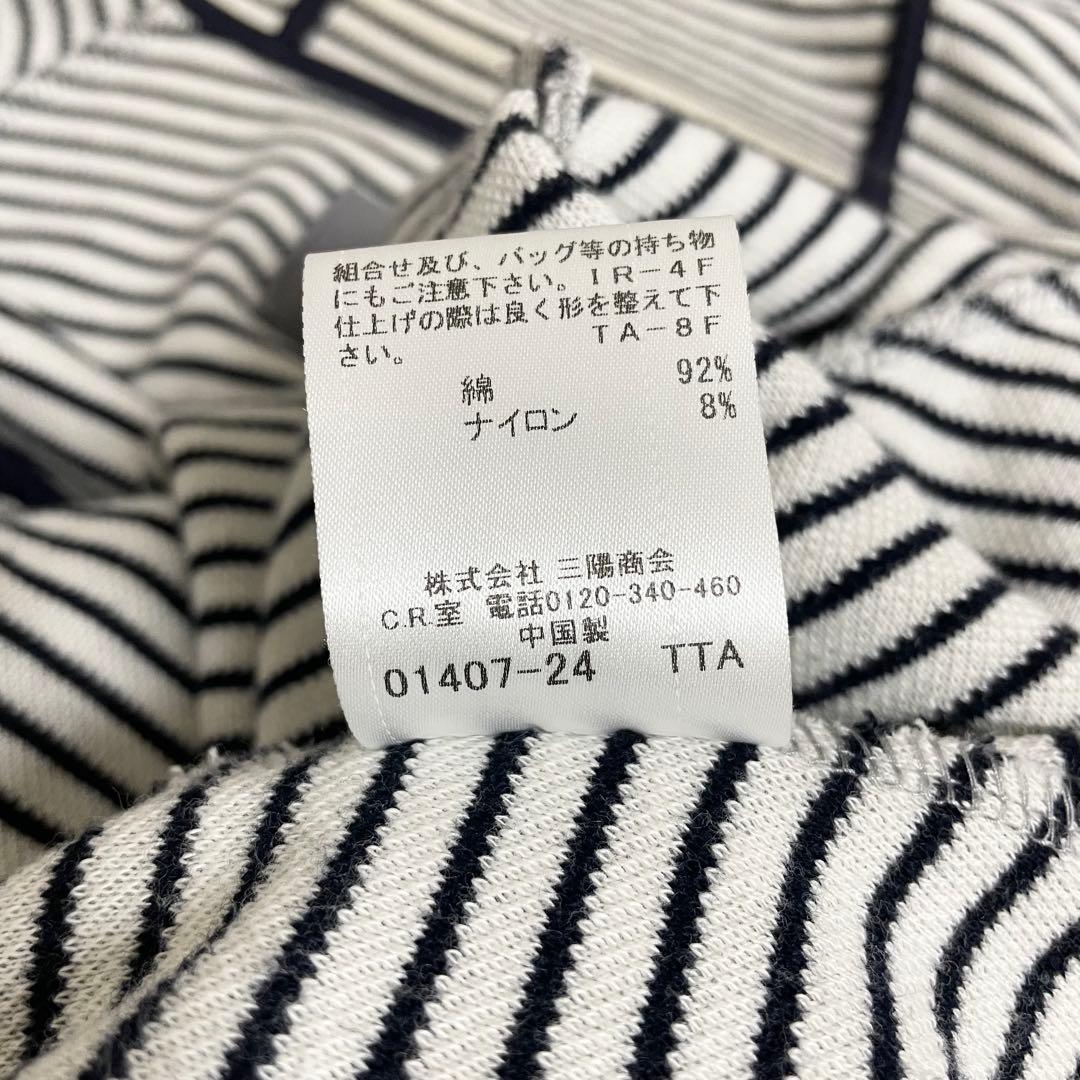 組合せ及び、バッグ等の持ち物
にもご注意下さい。IR-4F
仕上げの際は良く形を整えて下
さい。 TA-8F
綿 92%
ナイロン 8%
株式会社 三陽商会
C.R.室 電話0120-340-460
中国製
01407-24 TTA